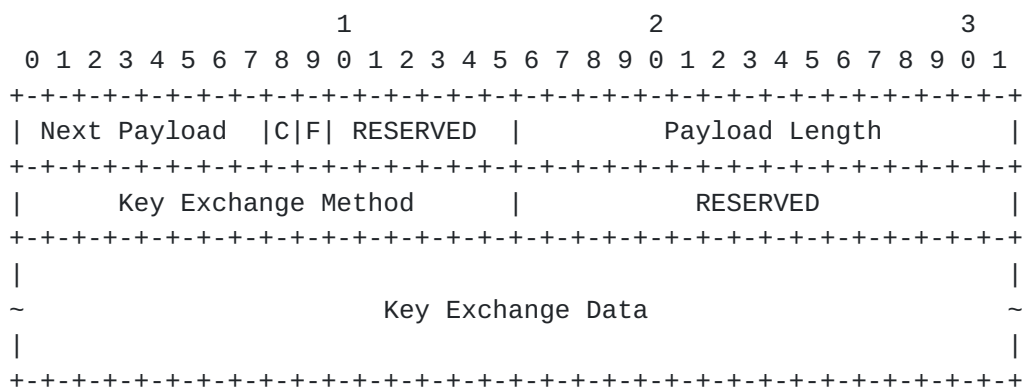 1                   2                   3
 0 1 2 3 4 5 6 7 8 9 0 1 2 3 4 5 6 7 8 9 0 1 2 3 4 5 6 7 8 9 0 1
+-+-+-+-+-+-+-+-+-+-+-+-+-+-+-+-+-+-+-+-+-+-+-+-+-+-+-+-+-+-+-+-+
| Next Payload  |C|F| RESERVED  |         Payload Length        |
+-+-+-+-+-+-+-+-+-+-+-+-+-+-+-+-+-+-+-+-+-+-+-+-+-+-+-+-+-+-+-+-+
|      Key Exchange Method      |           RESERVED            |
+-+-+-+-+-+-+-+-+-+-+-+-+-+-+-+-+-+-+-+-+-+-+-+-+-+-+-+-+-+-+-+-+
|                                                               |
~                       Key Exchange Data                       ~
|                                                               |
+-+-+-+-+-+-+-+-+-+-+-+-+-+-+-+-+-+-+-+-+-+-+-+-+-+-+-+-+-+-+-+-+